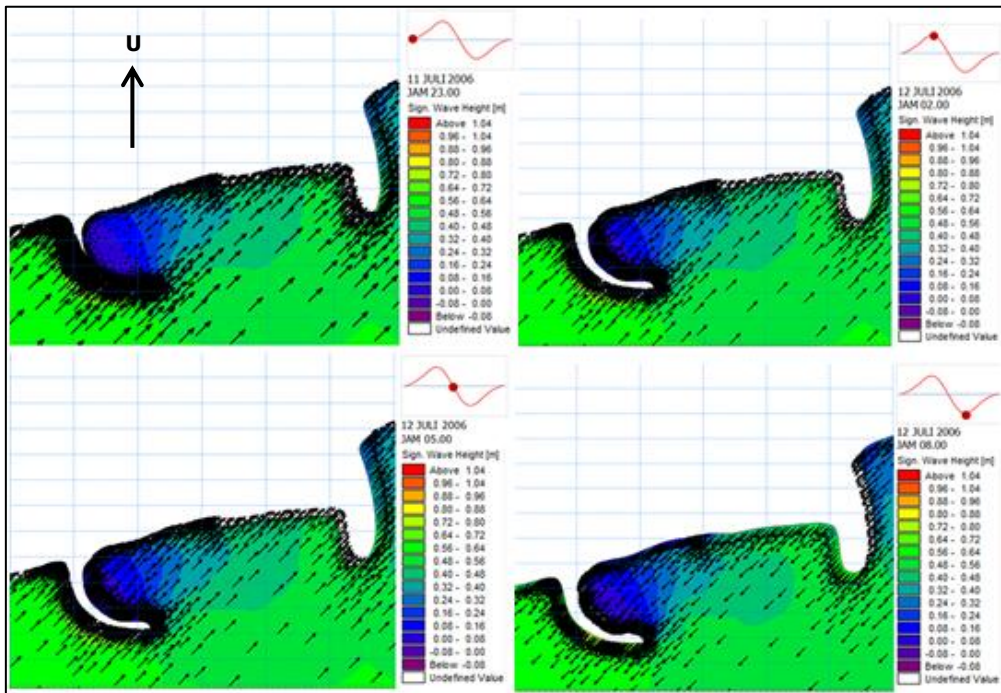 U
11 JULI 2006
JAM 23.00
Sign. Wave Height [m]
Above 1.04
0.96 - 1.04
0.88 - 0.96
0.80 - 0.88
0.72 - 0.80
0.64 - 0.72
0.56 - 0.64
0.48 - 0.56
0.40 - 0.48
0.32 - 0.40
0.24 - 0.32
0.16 - 0.24
0.08 - 0.16
0.00 - 0.08
-0.08 - 0.00
Below -0.08
Undefined Value
12 JULI 2006
JAM 02.00
Sign. Wave Height [m]
Above 1.04
0.96 - 1.04
0.88 - 0.96
0.80 - 0.88
0.72 - 0.80
0.64 - 0.72
0.56 - 0.64
0.48 - 0.56
0.40 - 0.48
0.32 - 0.40
0.24 - 0.32
0.16 - 0.24
0.08 - 0.16
0.00 - 0.08
-0.08 - 0.00
Below -0.08
Undefined Value
12 JULI 2006
JAM 05.00
Sign. Wave Height [m]
Above 1.04
0.96 - 1.04
0.88 - 0.96
0.80 - 0.88
0.72 - 0.80
0.64 - 0.72
0.56 - 0.64
0.48 - 0.56
0.40 - 0.48
0.32 - 0.40
0.24 - 0.32
0.16 - 0.24
0.08 - 0.16
0.00 - 0.08
-0.08 - 0.00
Below -0.08
Undefined Value
12 JULI 2006
JAM 08.00
Sign. Wave Height [m]
Above 1.04
0.96 - 1.04
0.88 - 0.96
0.80 - 0.88
0.72 - 0.80
0.64 - 0.72
0.56 - 0.64
0.48 - 0.56
0.40 - 0.48
0.32 - 0.40
0.24 - 0.32
0.16 - 0.24
0.08 - 0.16
0.00 - 0.08
-0.08 - 0.00
Below -0.08
Undefined Value